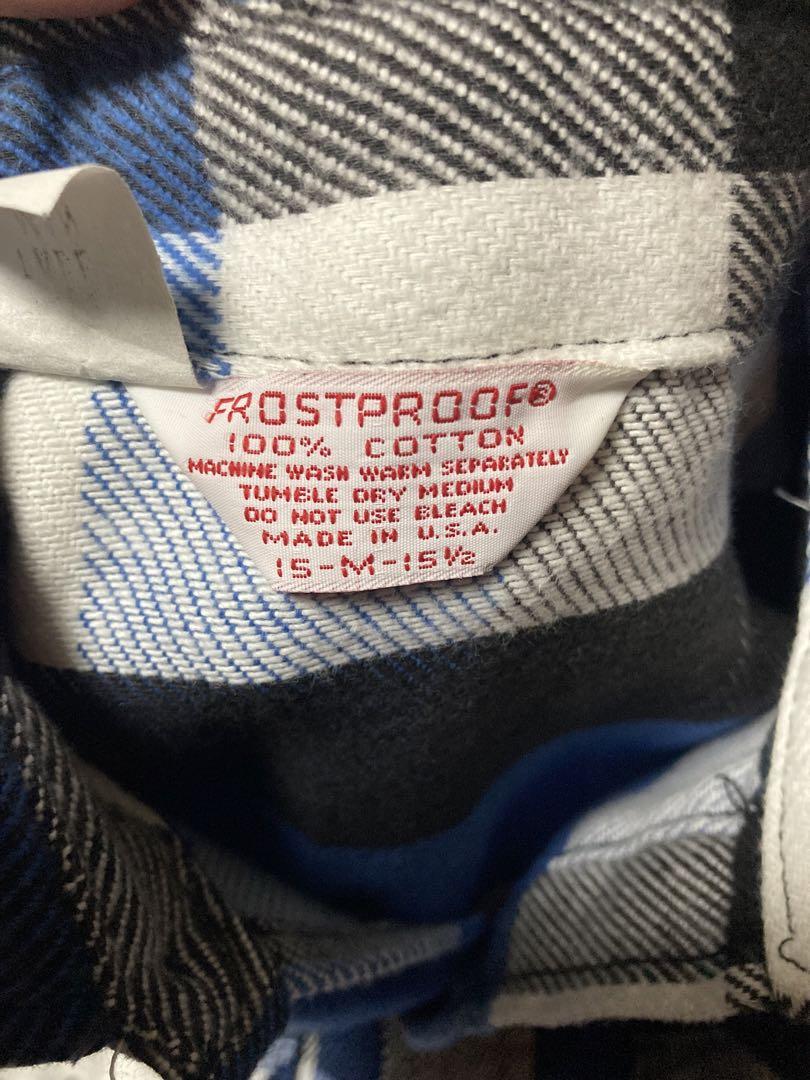 FROSTPROOF®
100% COTTON
MACHINE WASH WARM SEPARATELY
TUMBLE DRY MEDIUM
DO NOT USE BLEACH
MADE IN U.S.A.
15-M-15½